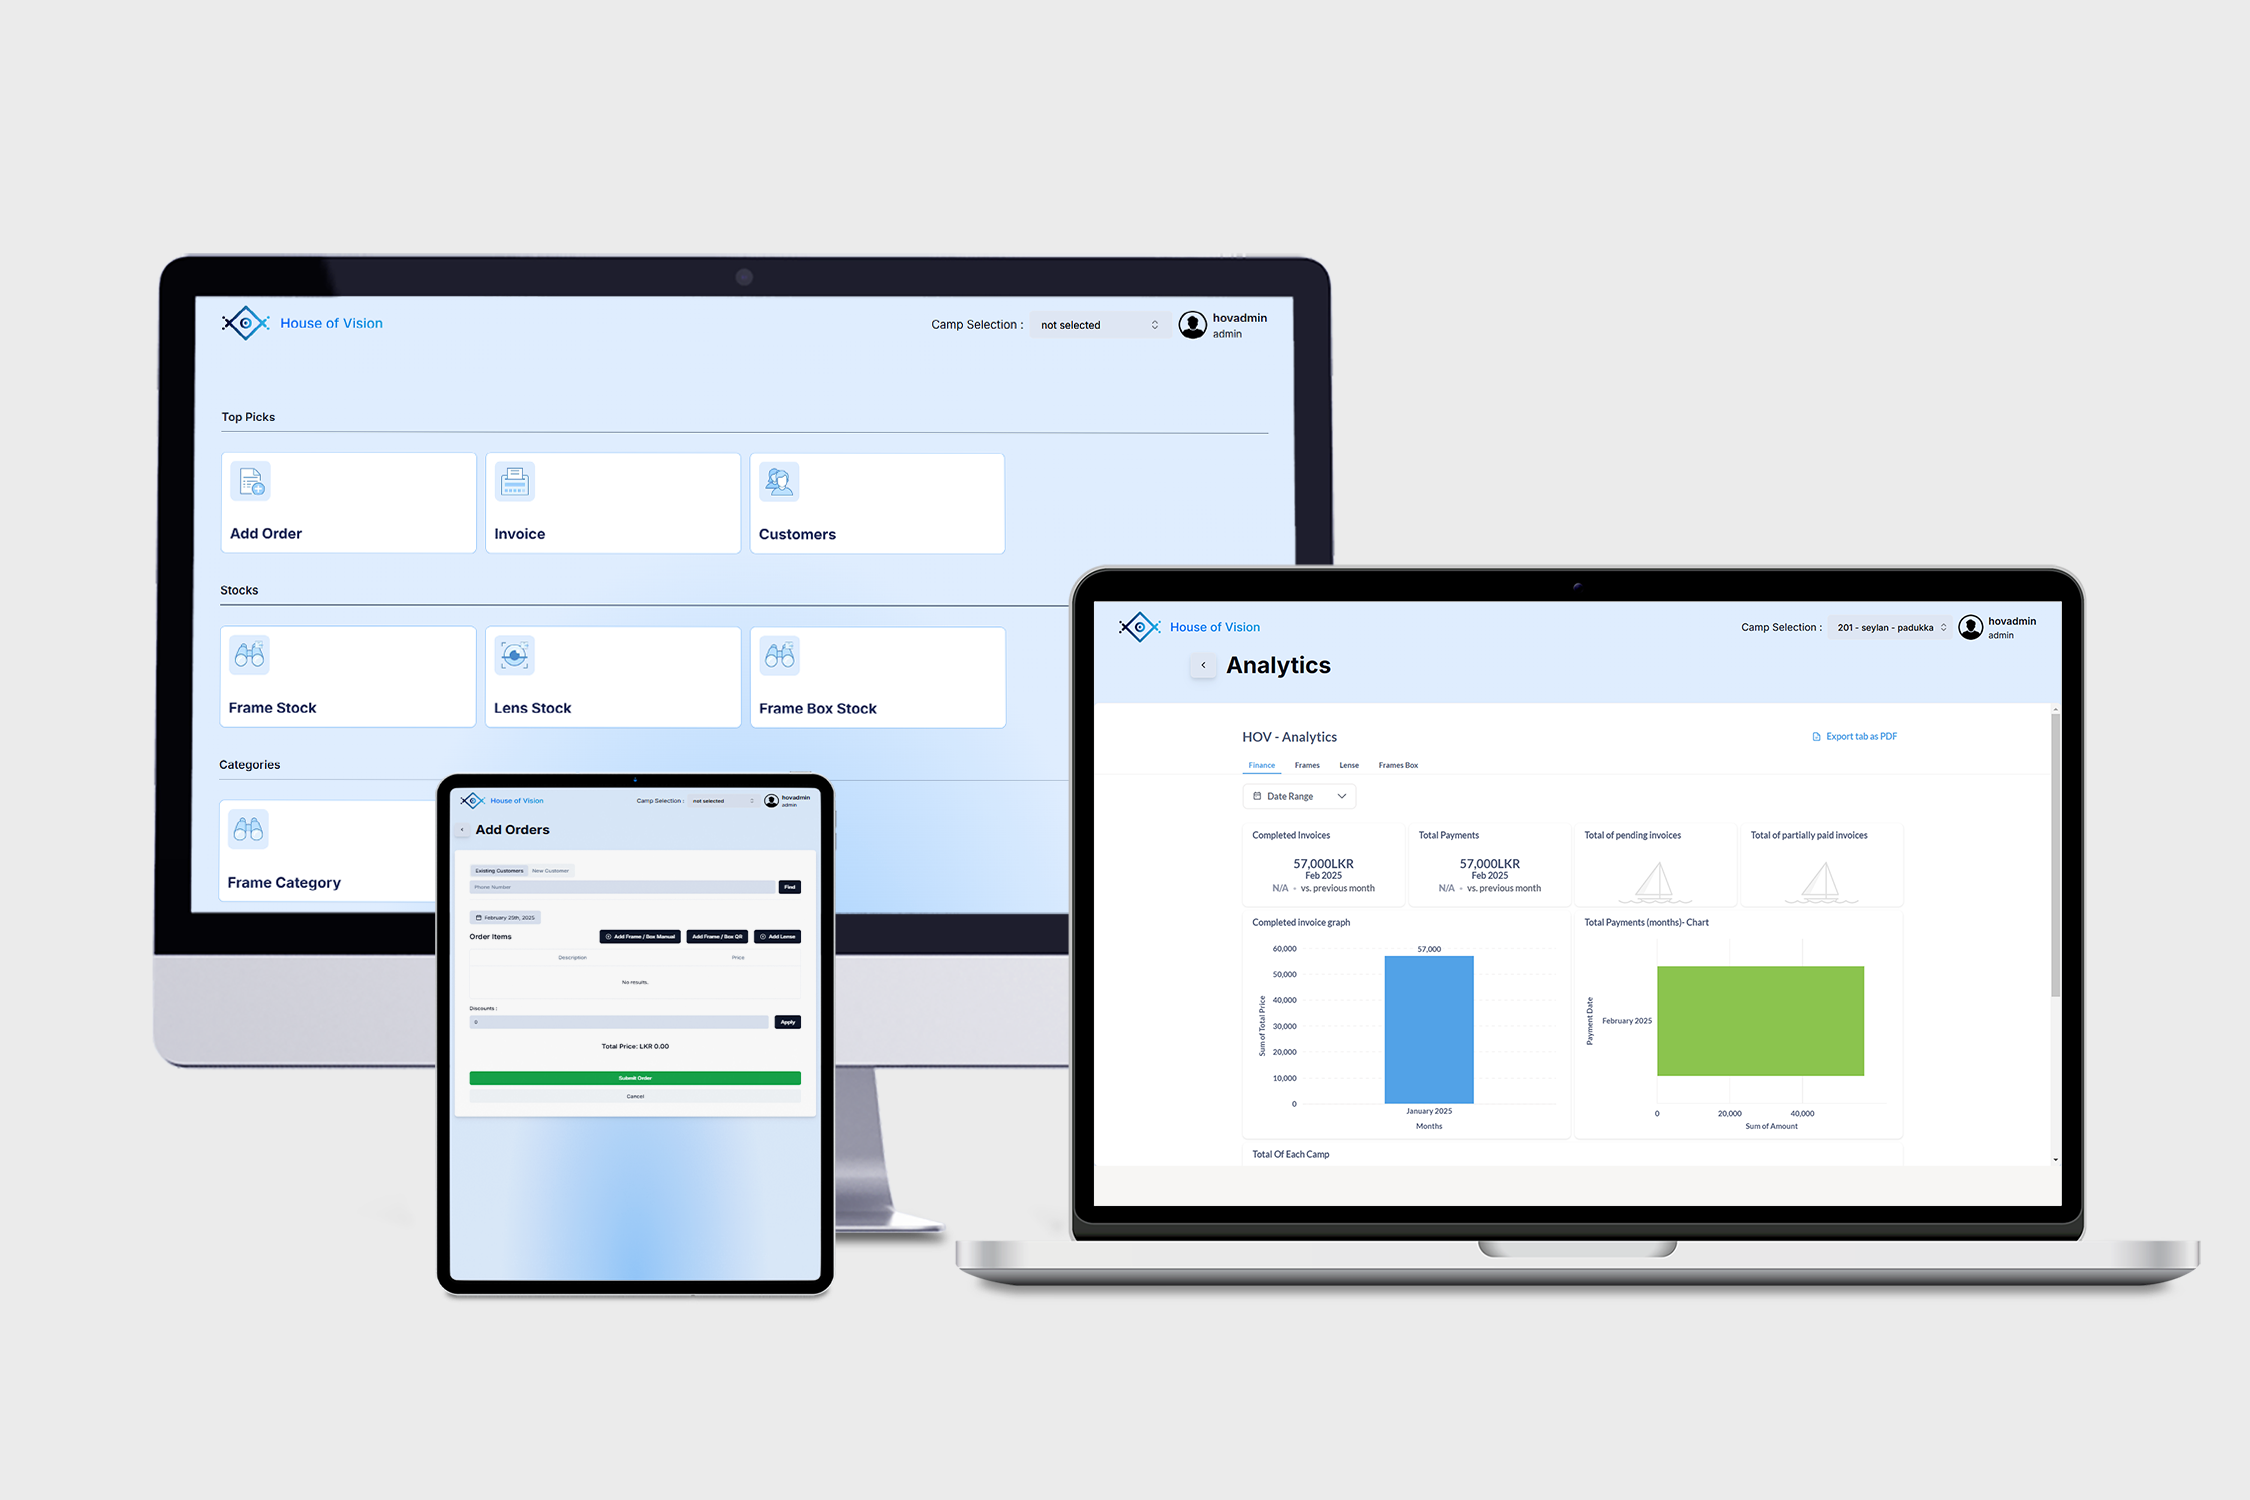 House of Vision
Camp Selection : not selected
hovadmin
admin
Top Picks
Add Order
Invoice
Customers
Stocks
Frame Stock
Lens Stock
Frame Box Stock
Categories
Frame Category
House of Vision
Camp Selection : not selected
hovadmin
admin
Add Orders
Existing Customers New Customer
Phone Number
Find
February 25th, 2025
Order Items
Add Frame / Box Manual
Add Frame / Box QR
Add Lense
Description Price
No results.
Discounts :
0
Apply
Total Price: LKR 0.00
Submit Order
Cancel
House of Vision
Camp Selection : 201 - seylan - padukka
hovadmin
admin
Analytics
HOV - Analytics
Export tab as PDF
Finance Frames Lense Frames Box
Date Range
Completed Invoices
57,000LKR
Feb 2025
N/A • vs. previous month
Total Payments
57,000LKR
Feb 2025
N/A • vs. previous month
Total of pending invoices
Total of partially paid invoices
Completed invoice graph
60,000
50,000
40,000
30,000
20,000
10,000
0
Sum of Total Price
57,000
January 2025
Months
Total Payments (months)- Chart
Payment Date
February 2025
0 20,000 40,000
Sum of Amount
Total Of Each Camp